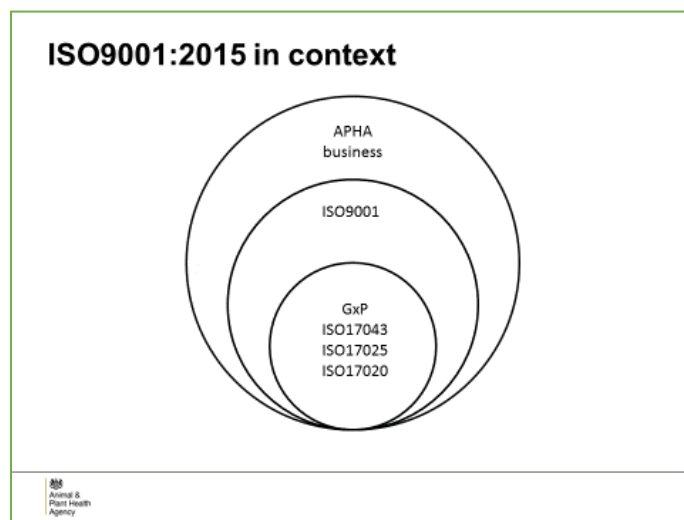 ISO9001:2015 in context
APHA
business
ISO9001
GxP
ISO17043
ISO17025
ISO17020
Animal &
Plant Health
Agency